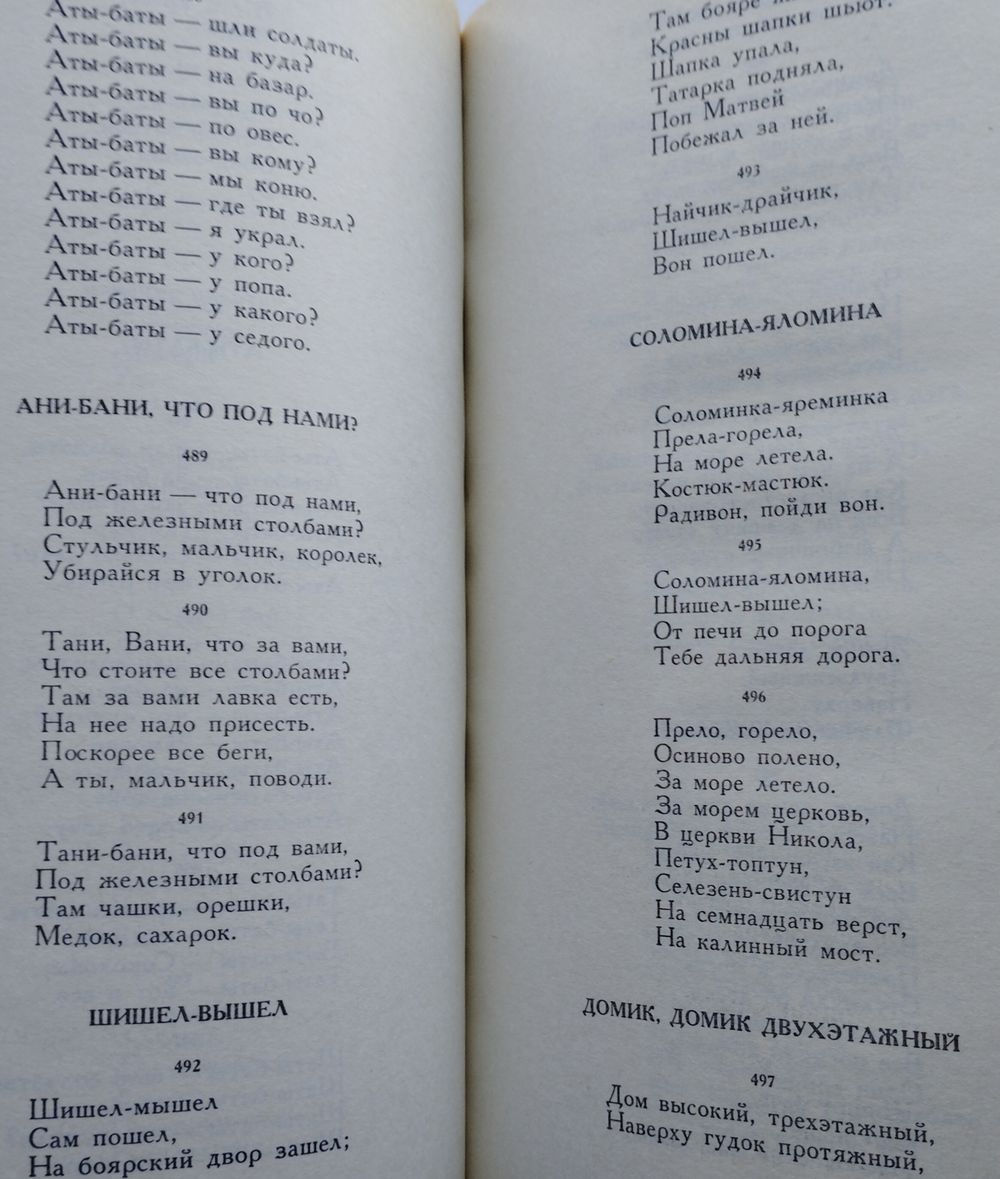 Аты-баты — шли солдаты.
Аты-баты — вы куда?
Аты-баты — на базар.
Аты-баты — вы по чо?
Аты-баты — по овес.
Аты-баты — вы кому?
Аты-баты — мы коню.
Аты-баты — где ты взял?
Аты-баты — я украл.
Аты-баты — у кого?
Аты-баты — у попа.
Аты-баты — у какого?
Аты-баты — у седого.
АНИ-БАНИ, ЧТО ПОД НАМИ?
489
Ани-бани — что под нами,
Под железными столбами?
Стульчик, мальчик, королек,
Убирайся в уголок.
490
Тани, Вани, что за вами,
Что стоите все столбами?
Там за вами лавка есть,
На нее надо присесть.
Поскорее все беги,
А ты, мальчик, поводи.
491
Тани-бани, что под вами,
Под железными столбами?
Там чашки, орешки,
Медок, сахарок.
ШИШЕЛ-ВЫШЕЛ
492
Шишел-мышел
Сам пошел,
На боярский двор зашел;
Там бояре
Красны шапки шьют.
Шапка упала,
Татарка подняла,
Поп Матвей
Побежал за ней.
493
Найчик-драйчик,
Шишел-вышел,
Вон пошел.
СОЛОМИНА-ЯЛОМИНА
494
Соломинка-яреминка
Прела-горела,
На море летела.
Костюк-мастюк.
Радивон, пойди вон.
495
Соломина-яломина,
Шишел-вышел;
От печи до порога
Тебе дальняя дорога.
496
Прело, горело,
Осиново полено,
За море летело.
За морем церковь,
В церкви Никола,
Петух-топтун,
Селезень-свистун
На семнадцать верст,
На калинный мост.
ДОМИК, ДОМИК ДВУХЭТАЖНЫЙ
497
Дом высокий, трехэтажный,
Наверху гудок протяжный,